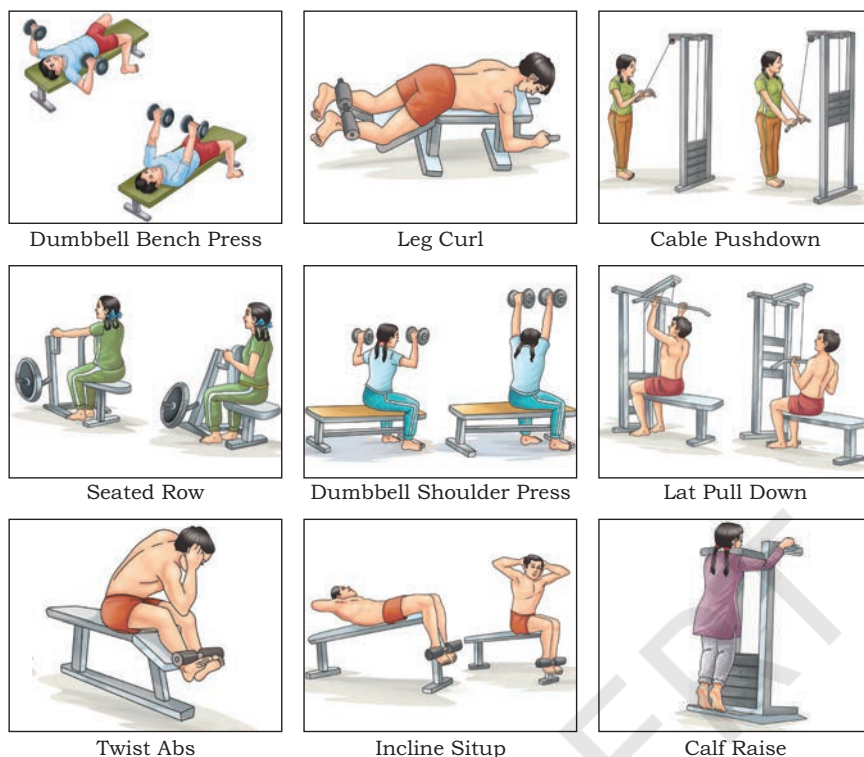 Dumbbell Bench Press
Leg Curl
Cable Pushdown
Seated Row
Dumbbell Shoulder Press
Lat Pull Down
Twist Abs
Incline Situp
Calf Raise